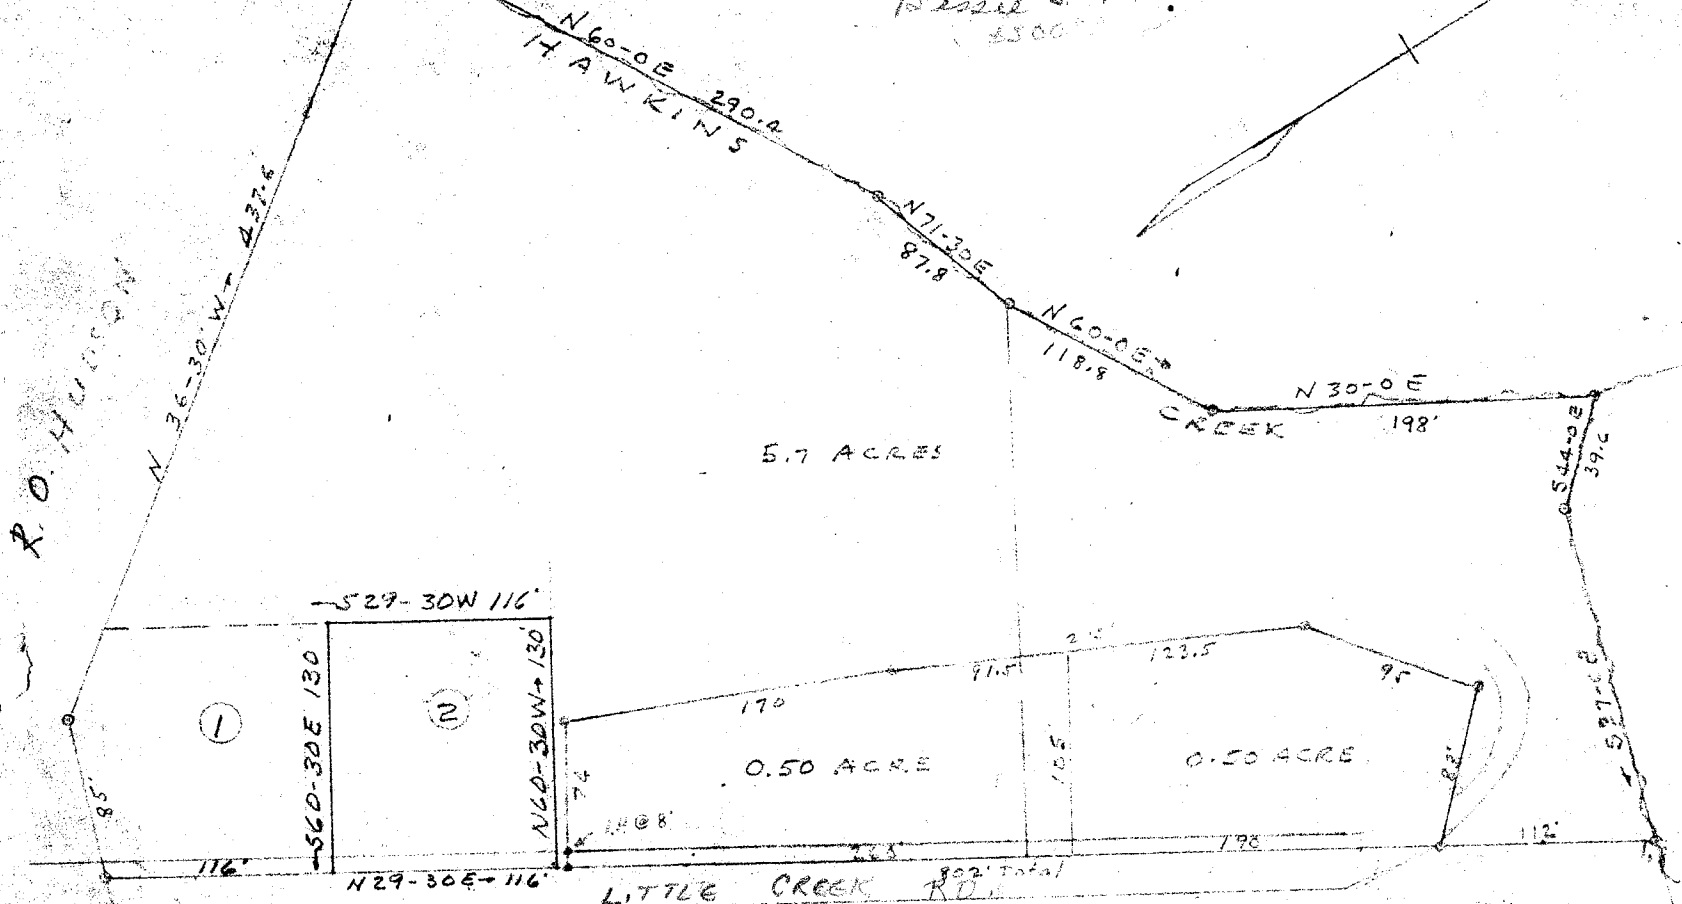 N 60-0 E
290.4
HAWKINS
N 36-30' W
437.6
R. O. HUDSON
N 71-30 E
87.8
N 60-0 E
118.8
CREEK
N 30-0 E
198'
S 44-0 E
39.6
5.7 ACRES
S 29-30 W 116'
S 60-30 E 130
N 60-30 W 130'
1
2
85'
116'
N 29-30 E 116'
74
170
91.5
123.5
95
83'
105
0.50 ACRE
0.50 ACRE
@ 8'
198
112'
802' Total
LITTLE CREEK RD.